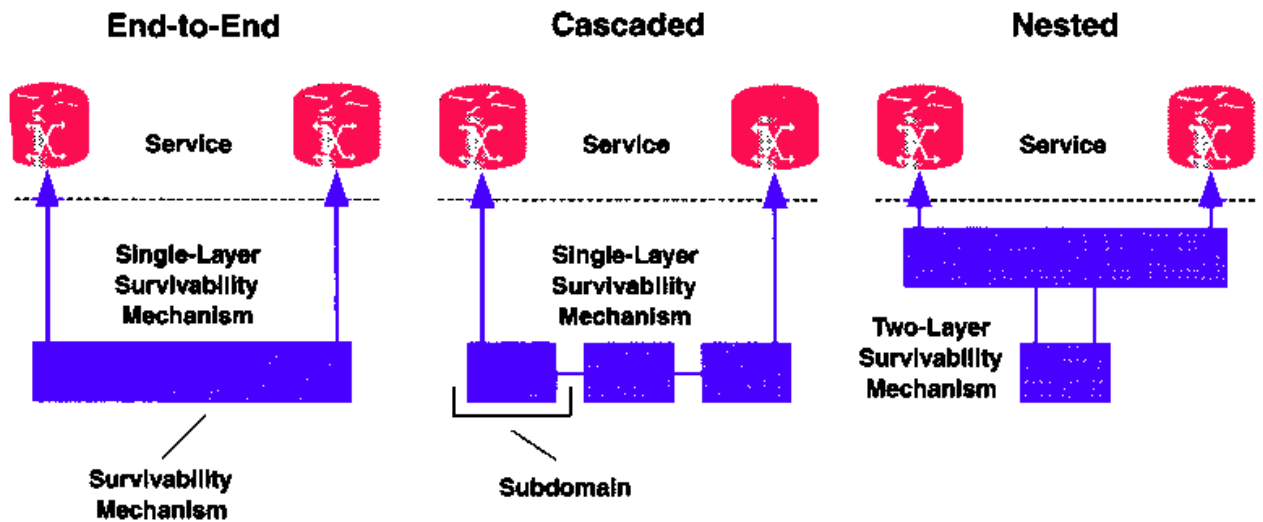 End-to-End
Cascaded
Nested
Service
Service
Service
Single-Layer
Survivability
Mechanism
Single-Layer
Survivability
Mechanism
Two-Layer
Survivability
Mechanism
Survivability
Mechanism
Subdomain